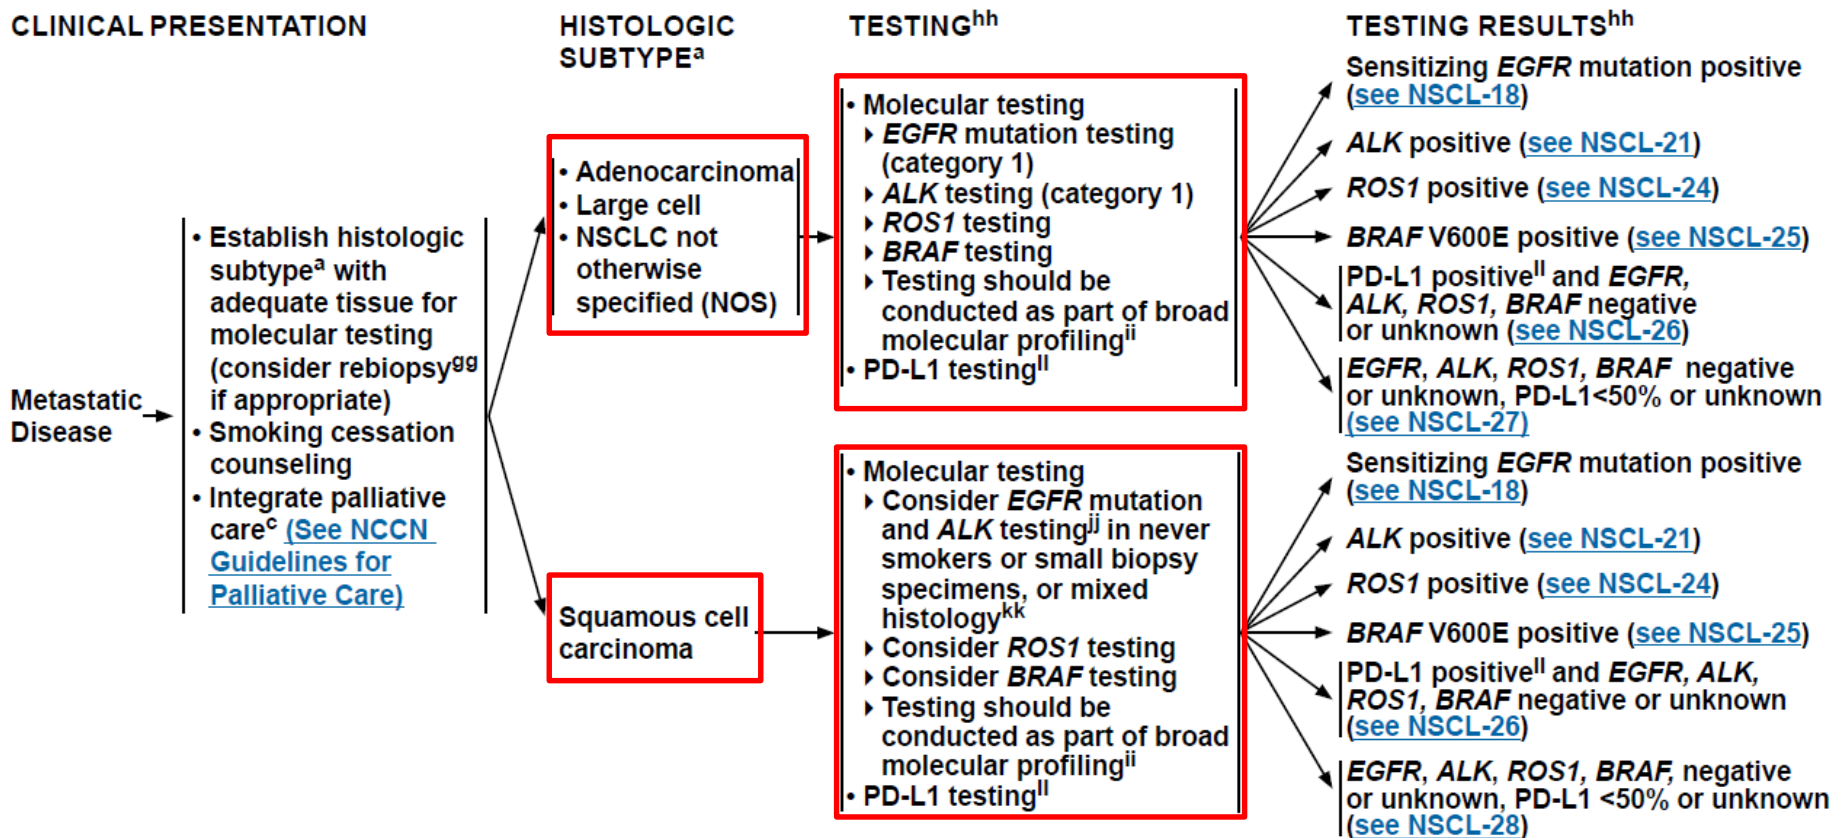 CLINICAL PRESENTATION
HISTOLOGIC
SUBTYPEᵃ
TESTINGʰʰ
TESTING RESULTSʰʰ
Metastatic
Disease
• Establish histologic
subtypeᵃ with
adequate tissue for
molecular testing
(consider rebiopsyᵍᵍ
if appropriate)
• Smoking cessation
counseling
• Integrate palliative
careᶜ (See NCCN
Guidelines for
Palliative Care)
• Adenocarcinoma
• Large cell
• NSCLC not
otherwise
specified (NOS)
• Molecular testing
▸ EGFR mutation testing
(category 1)
▸ ALK testing (category 1)
▸ ROS1 testing
▸ BRAF testing
▸ Testing should be
conducted as part of broad
molecular profilingⁱⁱ
• PD-L1 testingˡˡ
Sensitizing EGFR mutation positive
(see NSCL-18)
ALK positive (see NSCL-21)
ROS1 positive (see NSCL-24)
BRAF V600E positive (see NSCL-25)
PD-L1 positiveˡˡ and EGFR,
ALK, ROS1, BRAF negative
or unknown (see NSCL-26)
EGFR, ALK, ROS1, BRAF negative
or unknown, PD-L1<50% or unknown
(see NSCL-27)
Squamous cell
carcinoma
• Molecular testing
▸ Consider EGFR mutation
and ALK testingʲʲ in never
smokers or small biopsy
specimens, or mixed
histologyᵏᵏ
▸ Consider ROS1 testing
▸ Consider BRAF testing
▸ Testing should be
conducted as part of broad
molecular profilingⁱⁱ
• PD-L1 testingˡˡ
Sensitizing EGFR mutation positive
(see NSCL-18)
ALK positive (see NSCL-21)
ROS1 positive (see NSCL-24)
BRAF V600E positive (see NSCL-25)
PD-L1 positiveˡˡ and EGFR, ALK,
ROS1, BRAF negative or unknown
(see NSCL-26)
EGFR, ALK, ROS1, BRAF, negative
or unknown, PD-L1 <50% or unknown
(see NSCL-28)